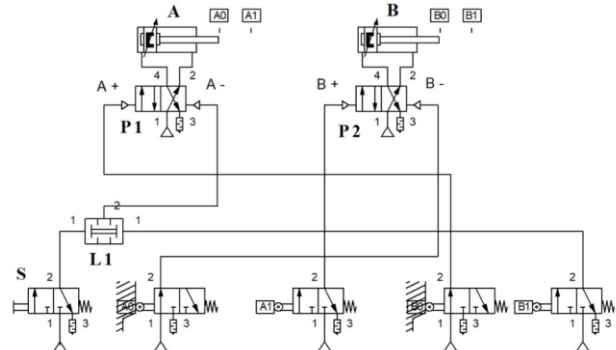 A A0 A1 B B0 B1
4 2 4 2
A + A - B + B -
P 1 1 3 P 2 1 3
2
1 1
L 1
S 2 2 2 2 2
A0 A1 B0 B1
1 3 1 3 1 3 1 3 1 3